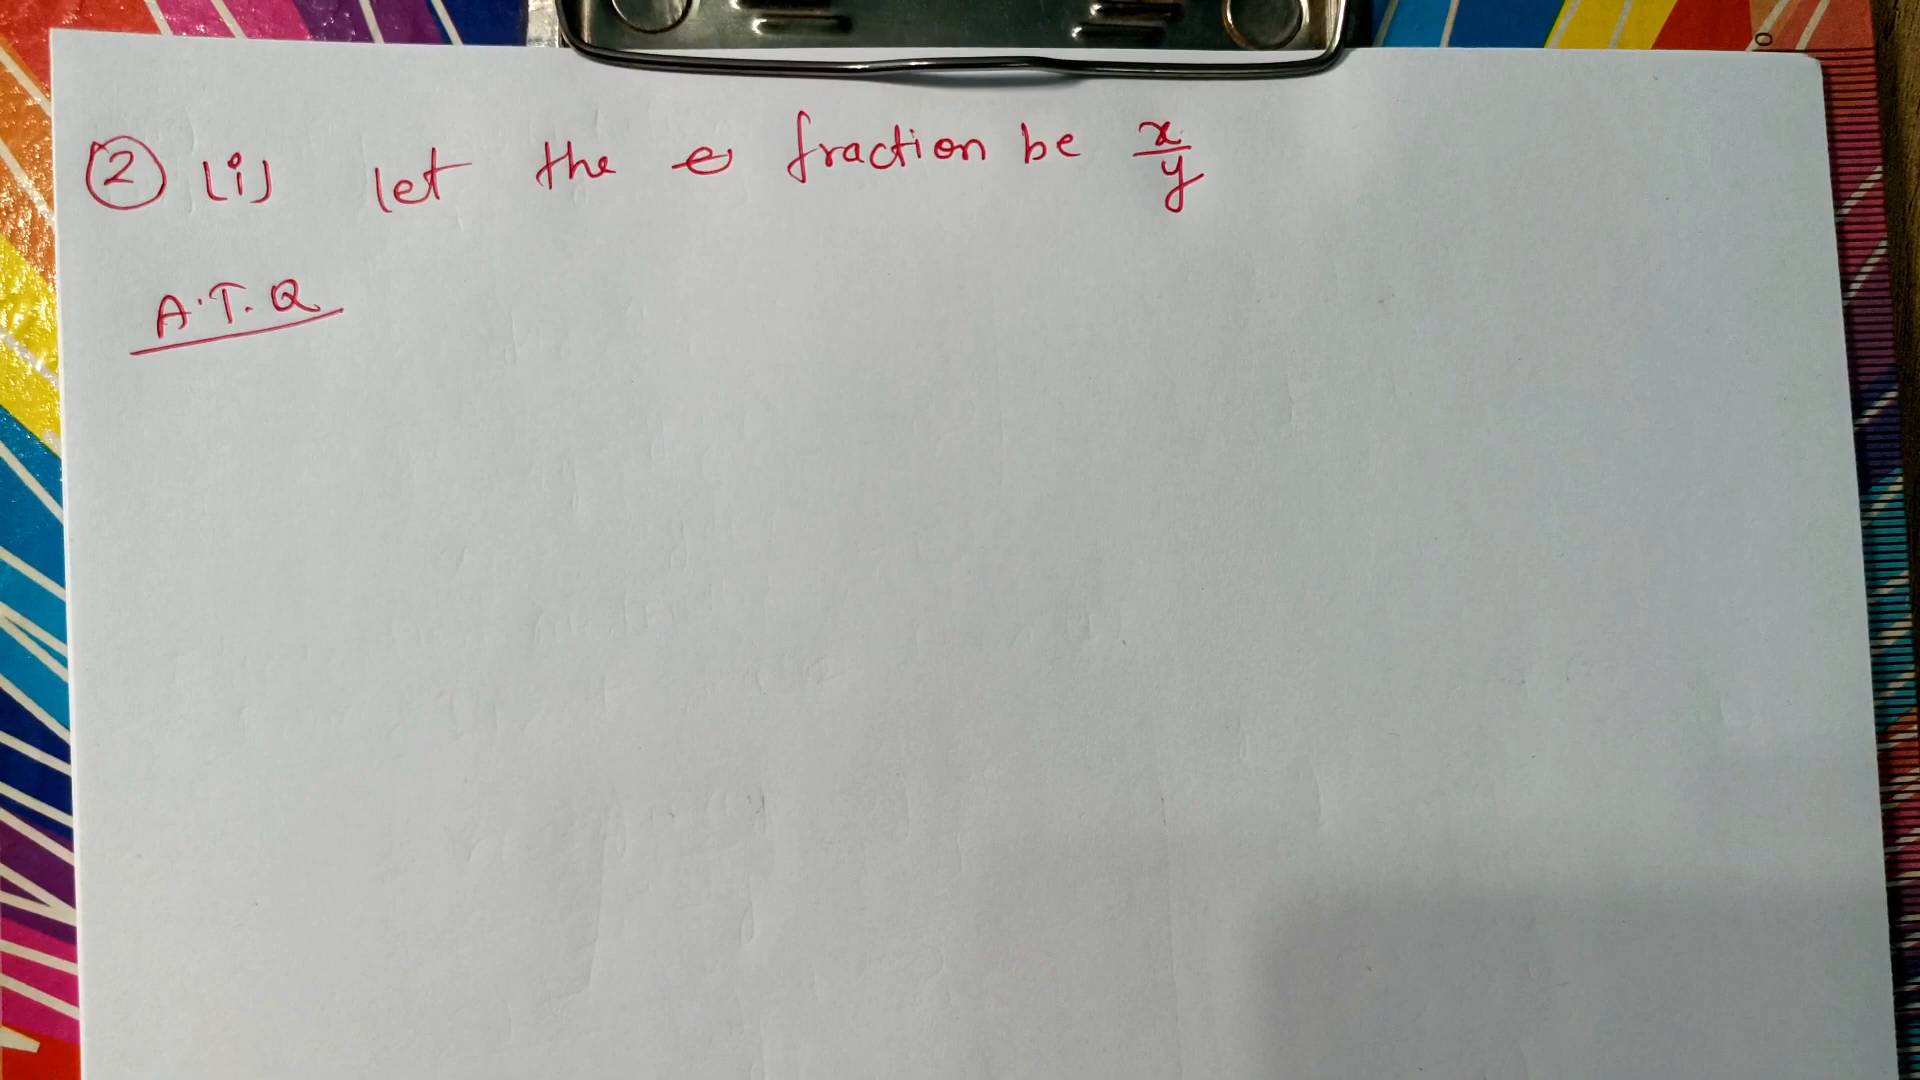 ② (i) let the fraction be x/y
A.T.Q